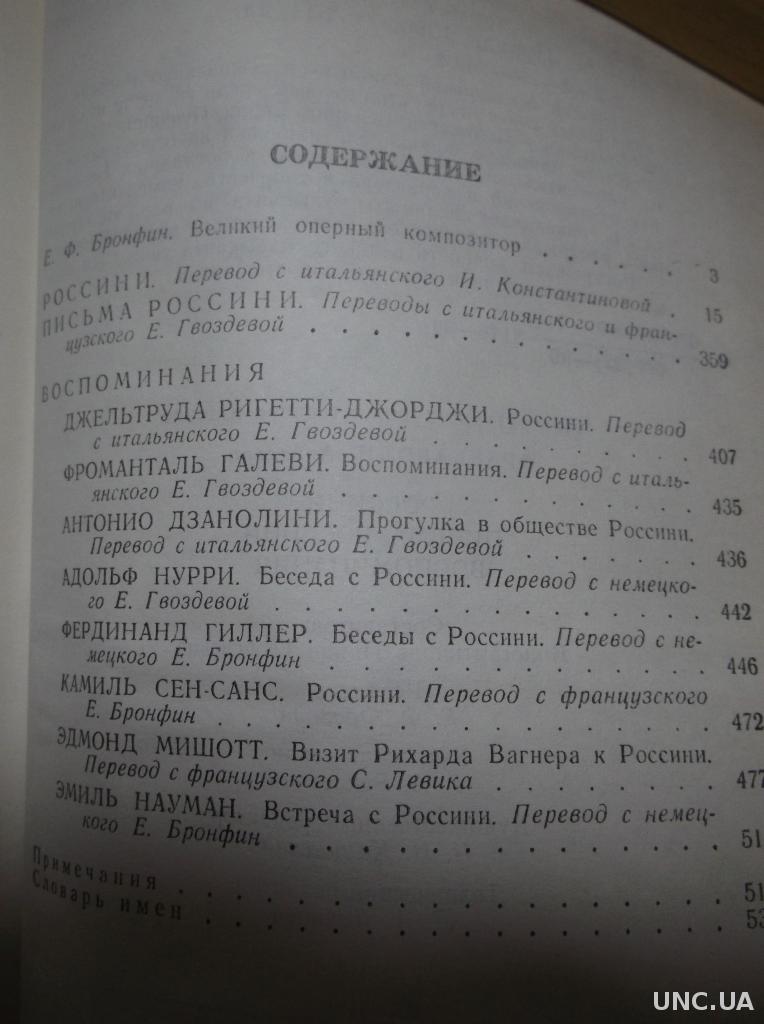 СОДЕРЖАНИЕ
Е. Ф. Бронфин. Великий оперный композитор . . . . . . 3
РОССИНИ. Перевод с итальянского И. Константиновой . 15
ПИСЬМА РОССИНИ. Переводы с итальянского и фран-
цузского Е. Гвоздевой . . . . . . . . . . . . . 359
ВОСПОМИНАНИЯ
ДЖЕЛЬТРУДА РИГЕТТИ-ДЖОРДЖИ. Россини. Перевод
с итальянского Е. Гвоздевой . . . . . . . . . 407
ФРОМАНТАЛЬ ГАЛЕВИ. Воспоминания. Перевод с италь-
янского Е. Гвоздевой . . . . . . . . . . . . 435
АНТОНИО ДЗАНОЛИНИ. Прогулка в обществе Россини.
Перевод с итальянского Е. Гвоздевой . . . . . . 436
АДОЛЬФ НУРРИ. Беседа с Россини. Перевод с немецко-
го Е. Гвоздевой . . . . . . . . . . . . . . 442
ФЕРДИНАНД ГИЛЛЕР. Беседы с Россини. Перевод с не-
мецкого Е. Бронфин . . . . . . . . . . . . 446
КАМИЛЬ СЕН-САНС. Россини. Перевод с французского
Е. Бронфин . . . . . . . . . . . . . . . . 472
ЭДМОНД МИШОТТ. Визит Рихарда Вагнера к Россини.
Перевод с французского С. Левика . . . . . . . 477
ЭМИЛЬ НАУМАН. Встреча с Россини. Перевод с немец-
кого Е. Бронфин . . . . . . . . . . . . . 51
Примечания . . . . . . . . . . . . . . . . 51
Словарь имен . . . . . . . . . . . . . . . 53
UNC.UA